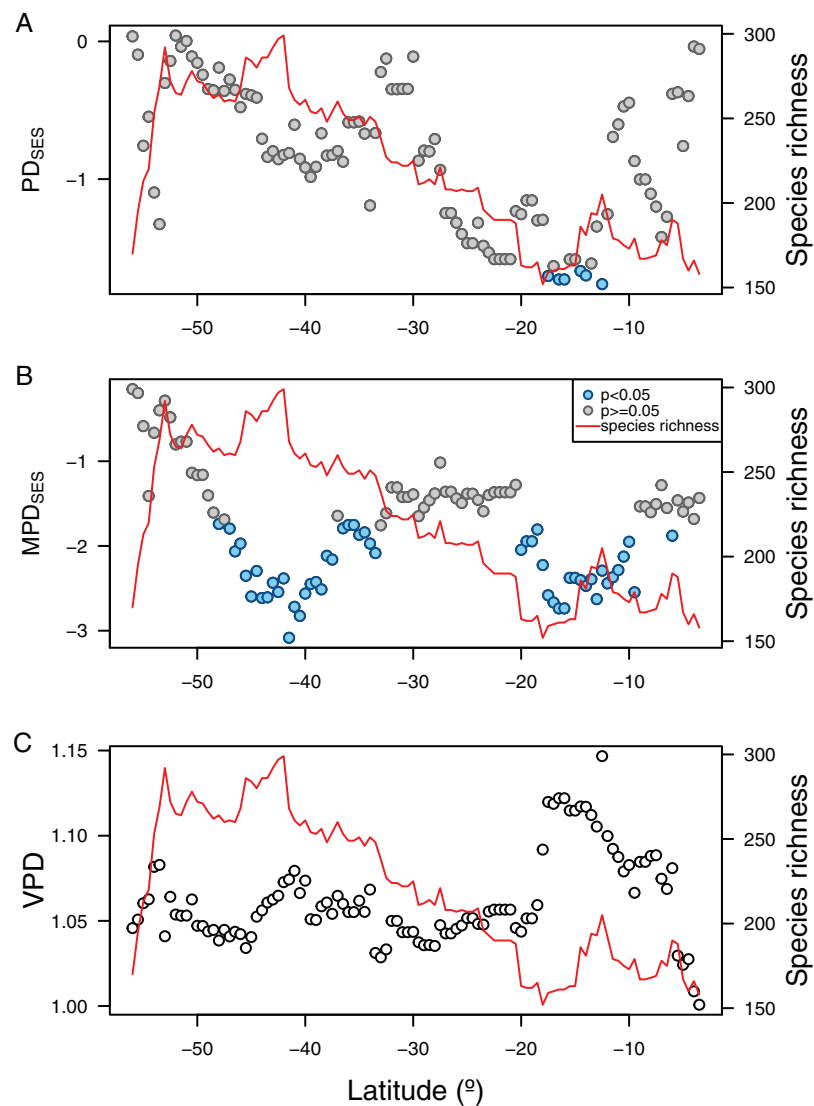 A
0
−1
PDSES
300
250
200
150
Species richness
−50
−40
−30
−20
−10
B
−1
−2
−3
MPDSES
p<0.05
p>=0.05
species richness
300
250
200
150
Species richness
−50
−40
−30
−20
−10
C
1.15
1.10
1.05
1.00
VPD
300
250
200
150
Species richness
−50
−40
−30
−20
−10
Latitude (º)